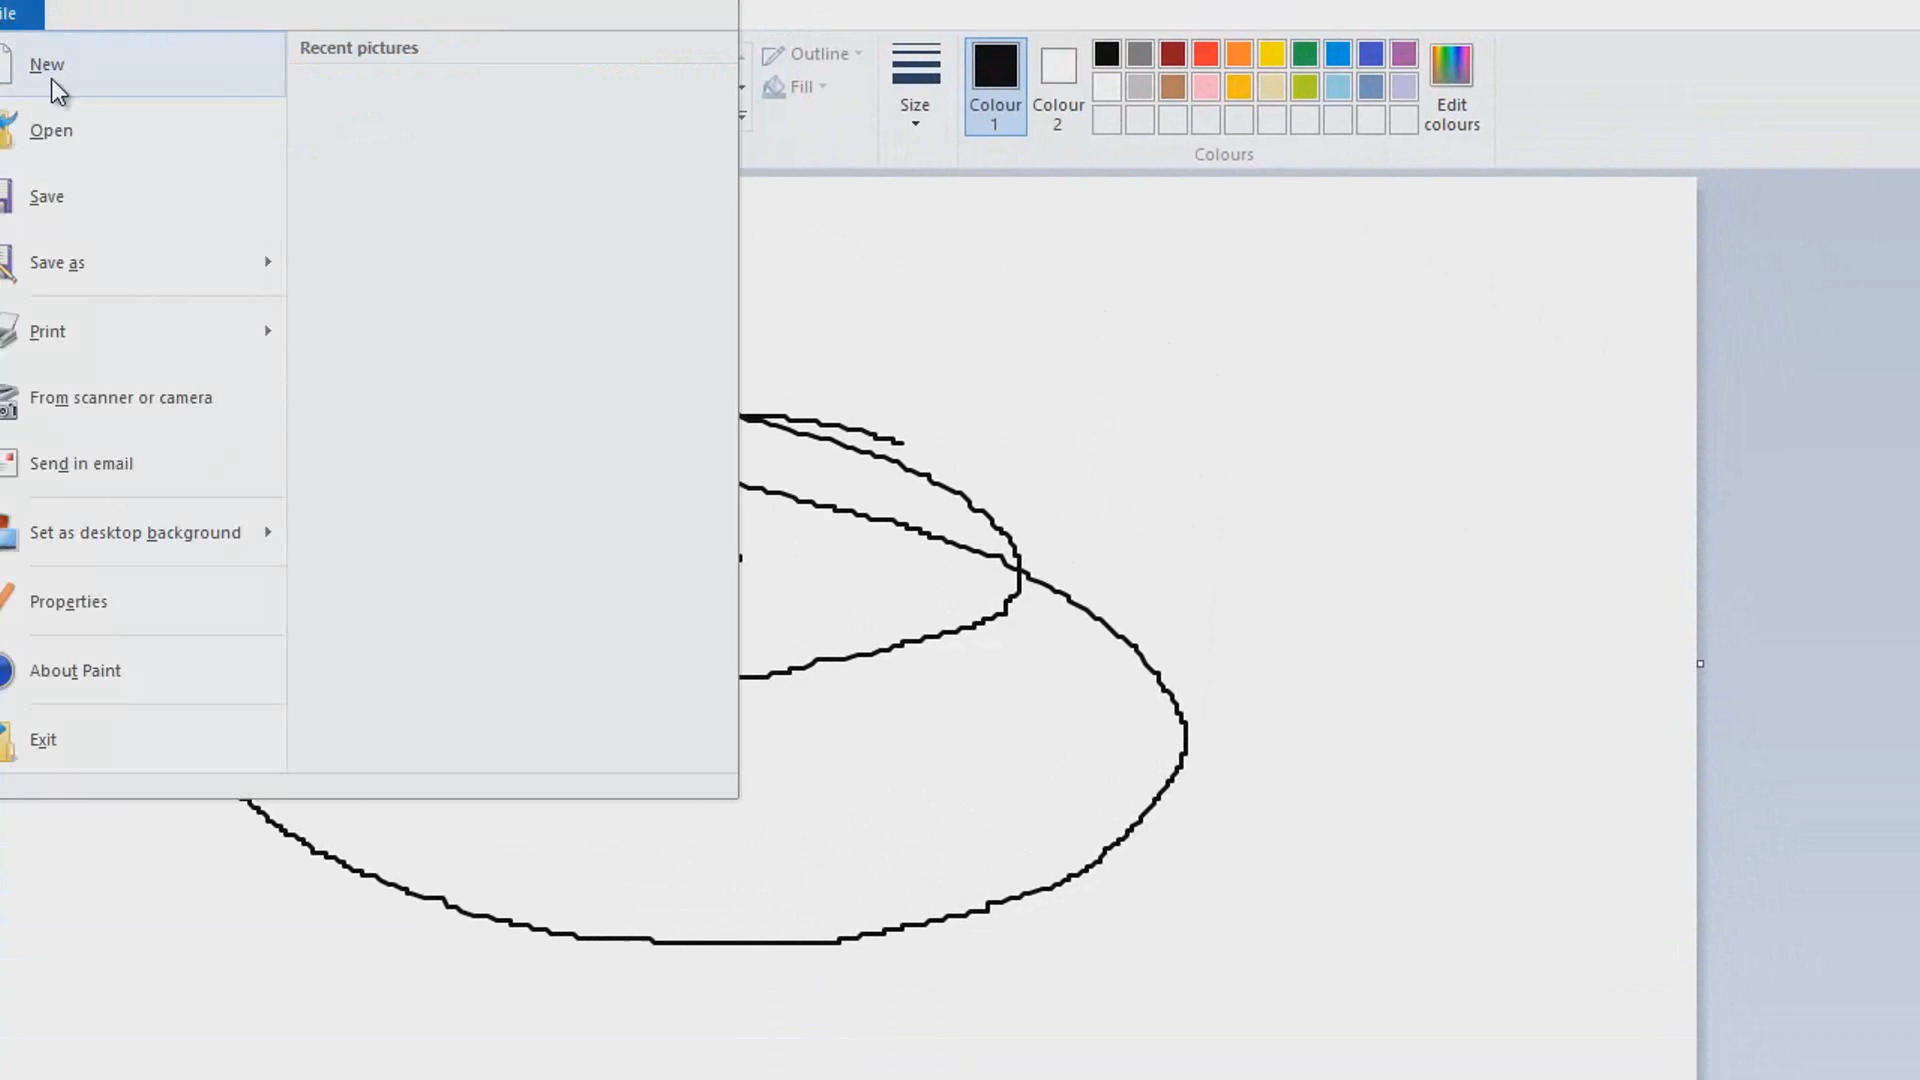 ile
New
Open
Save
Save as
Print
From scanner or camera
Send in email
Set as desktop background
Properties
About Paint
Exit
Recent pictures
Outline
Fill
Size
Colour
1
Colour
2
Edit
colours
Colours